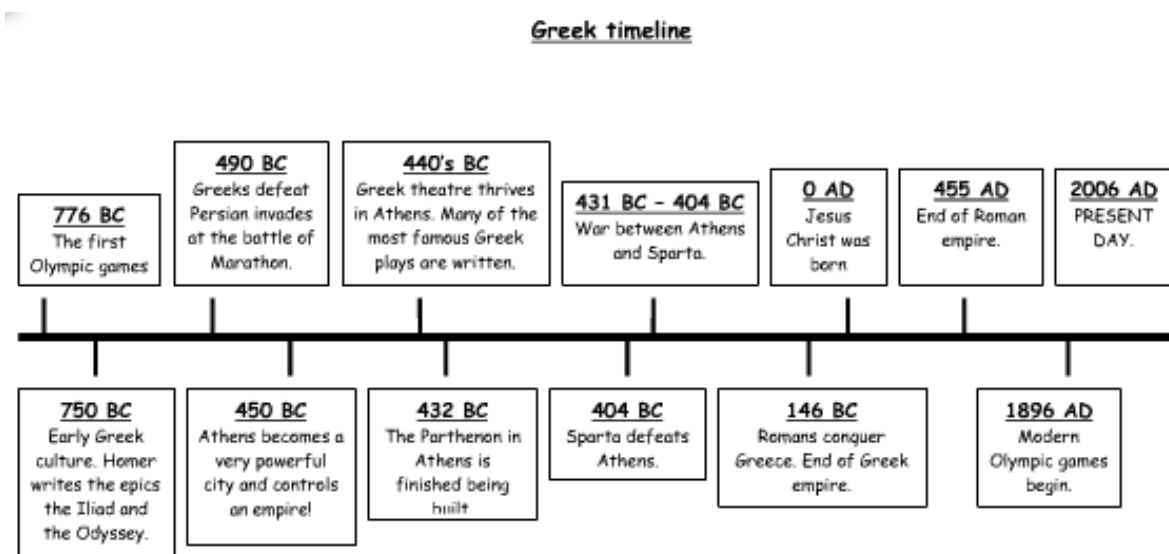 Greek timeline
776 BC
The first
Olympic games
490 BC
Greeks defeat
Persian invades
at the battle of
Marathon.
440's BC
Greek theatre thrives
in Athens. Many of the
most famous Greek
plays are written.
431 BC - 404 BC
War between Athens
and Sparta.
0 AD
Jesus
Christ was
born
455 AD
End of Roman
empire.
2006 AD
PRESENT
DAY.
750 BC
Early Greek
culture. Homer
writes the epics
the Iliad and
the Odyssey.
450 BC
Athens becomes a
very powerful
city and controls
an empire!
432 BC
The Parthenon in
Athens is
finished being
built
404 BC
Sparta defeats
Athens.
146 BC
Romans conquer
Greece. End of Greek
empire.
1896 AD
Modern
Olympic games
begin.